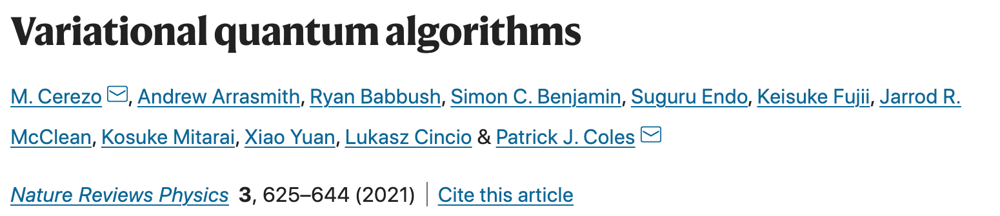 Variational quantum algorithms
M. Cerezo, Andrew Arrasmith, Ryan Babbush, Simon C. Benjamin, Suguru Endo, Keisuke Fujii, Jarrod R.
McClean, Kosuke Mitarai, Xiao Yuan, Lukasz Cincio & Patrick J. Coles
Nature Reviews Physics 3, 625–644 (2021) | Cite this article